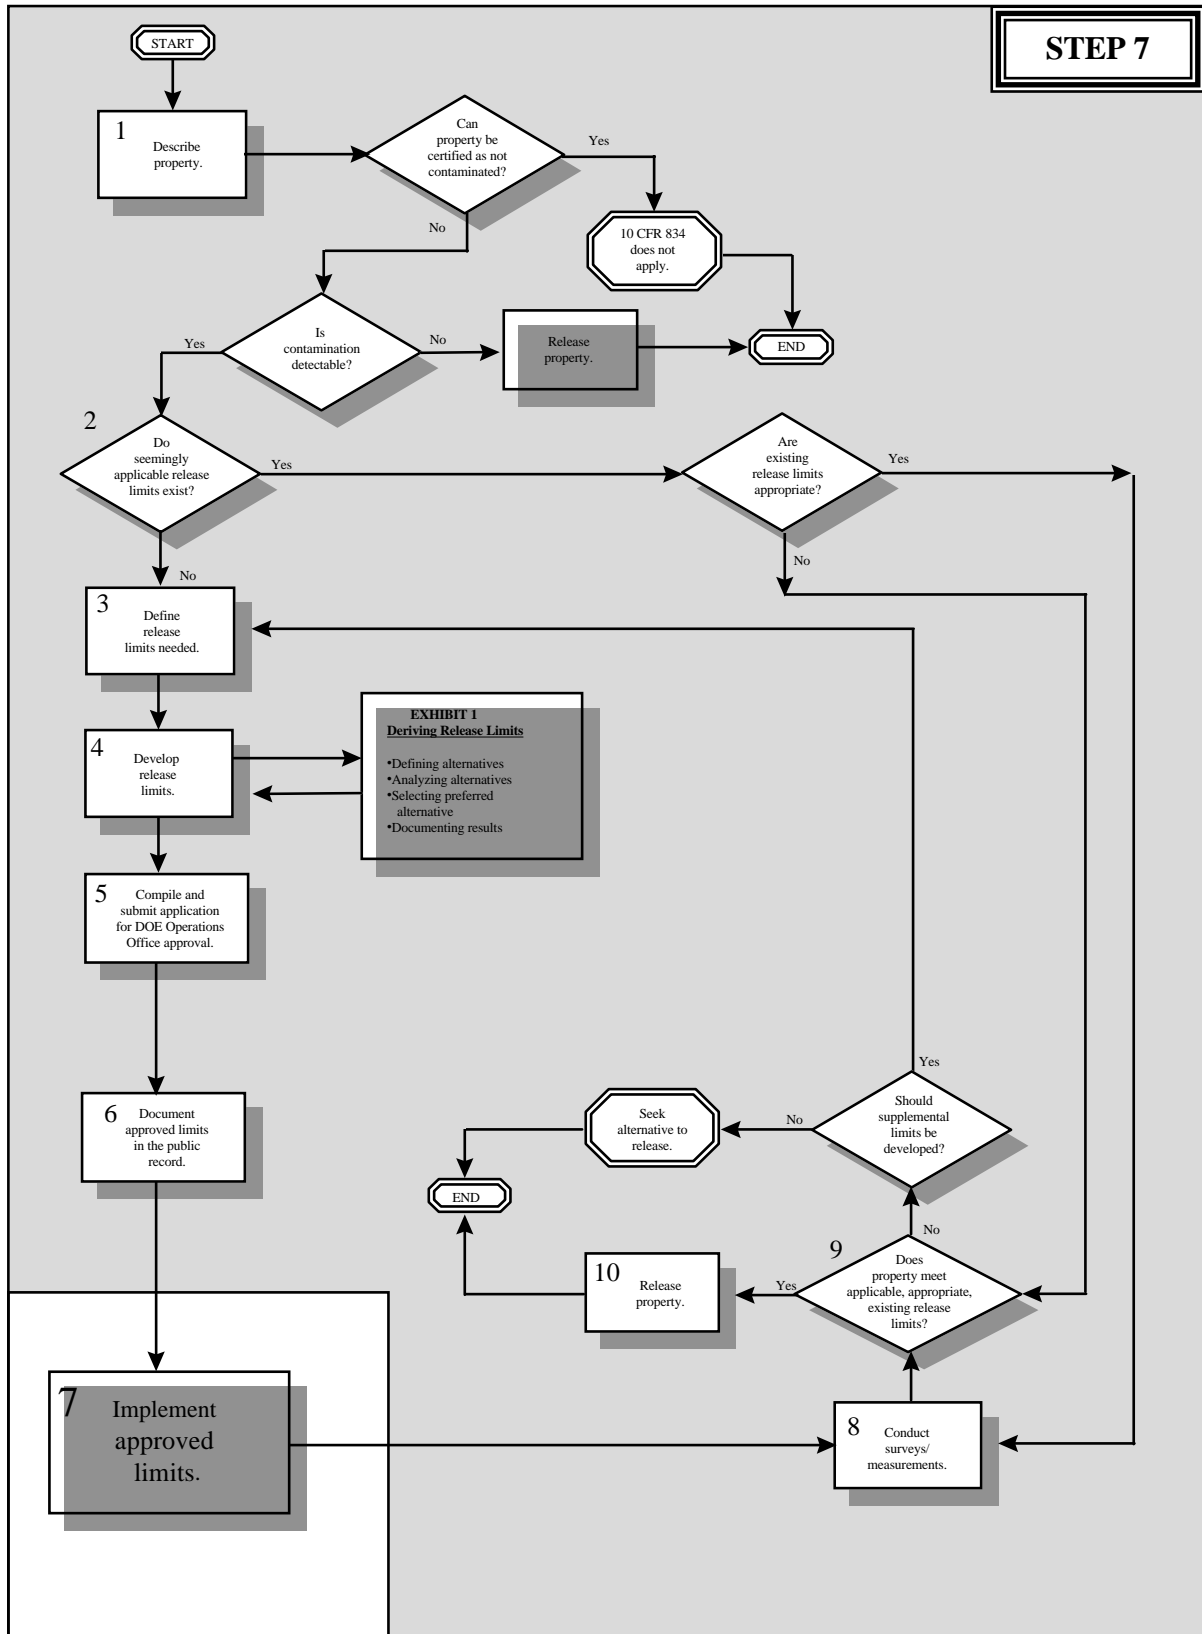 STEP 7
START
1
Describe
property.
Can
property be
certified as not
contaminated?
Yes
No
10 CFR 834
does not
apply.
Is
contamination
detectable?
Yes
No
Release
property.
END
2
Do
seemingly
applicable release
limits exist?
Yes
No
Are
existing
release limits
appropriate?
Yes
No
3
Define
release
limits needed.
4
Develop
release
limits.
EXHIBIT 1
Deriving Release Limits
•Defining alternatives
•Analyzing alternatives
•Selecting preferred
alternative
•Documenting results
5
Compile and
submit application
for DOE Operations
Office approval.
6
Document
approved limits
in the public
record.
Yes
Should
supplemental
limits be
developed?
No
Seek
alternative to
release.
END
No
9
Does
property meet
applicable, appropriate,
existing release
limits?
Yes
10
Release
property.
7
Implement
approved
limits.
8
Conduct
surveys/
measurements.